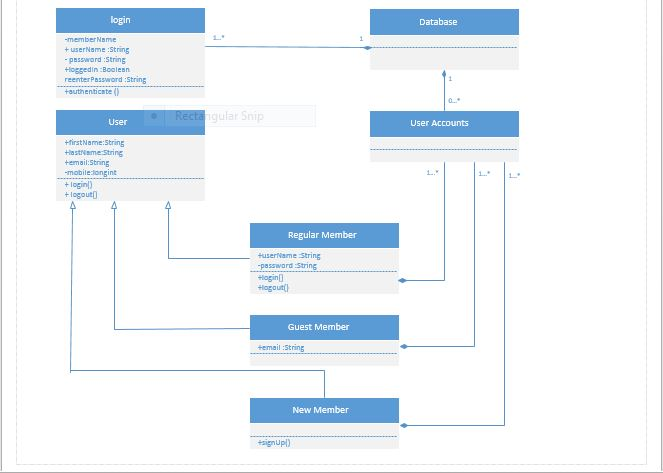 login
-memberName
+ userName :String
- password :String
+loggedIn :Boolean
reenterPassword :String
+authenticate ()
1...*
1
Database
1
0...*
Rectangular Snip
User
+firstName:String
+lastName:String
+email:String
-mobile:longint
+ login()
+ logout()
User Accounts
1...*
1...*
1...*
Regular Member
+userName :String
-password :String
+login()
+logout()
Guest Member
+email :String
New Member
+signUp()